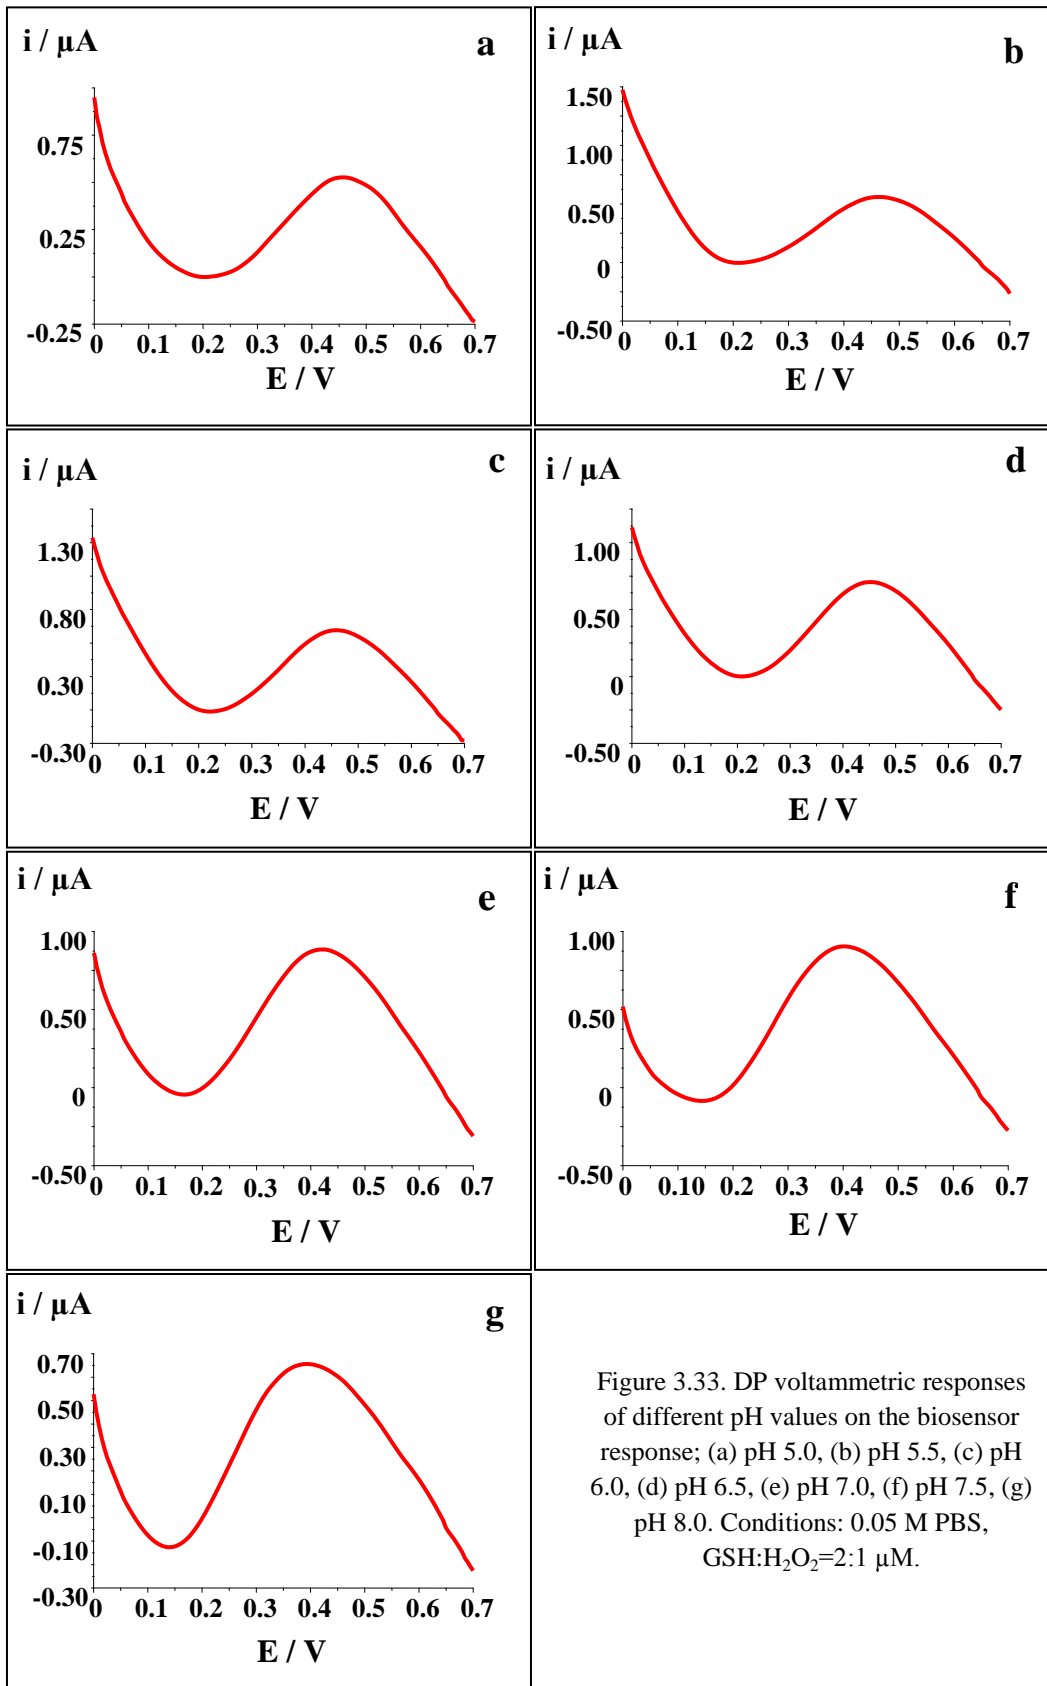 i / µA
a
0.75
0.25
-0.25
0 0.1 0.2 0.3 0.4 0.5 0.6 0.7
E / V
i / µA
b
1.50
1.00
0.50
0
-0.50
0 0.1 0.2 0.3 0.4 0.5 0.6 0.7
E / V
i / µA
c
1.30
0.80
0.30
-0.30
0 0.1 0.2 0.3 0.4 0.5 0.6 0.7
E / V
i / µA
d
1.00
0.50
0
-0.50
0 0.1 0.2 0.3 0.4 0.5 0.6 0.7
E / V
i / µA
e
1.00
0.50
0
-0.50
0 0.1 0.2 0.3 0.4 0.5 0.6 0.7
E / V
i / µA
f
1.00
0.50
0
-0.50
0 0.10 0.2 0.3 0.4 0.5 0.6 0.7
E / V
i / µA
g
0.70
0.50
0.30
0.10
-0.10
-0.30
0 0.1 0.2 0.3 0.4 0.5 0.6 0.7
E / V
Figure 3.33. DP voltammetric responses
of different pH values on the biosensor
response; (a) pH 5.0, (b) pH 5.5, (c) pH
6.0, (d) pH 6.5, (e) pH 7.0, (f) pH 7.5, (g)
pH 8.0. Conditions: 0.05 M PBS,
GSH:H₂O₂=2:1 µM.